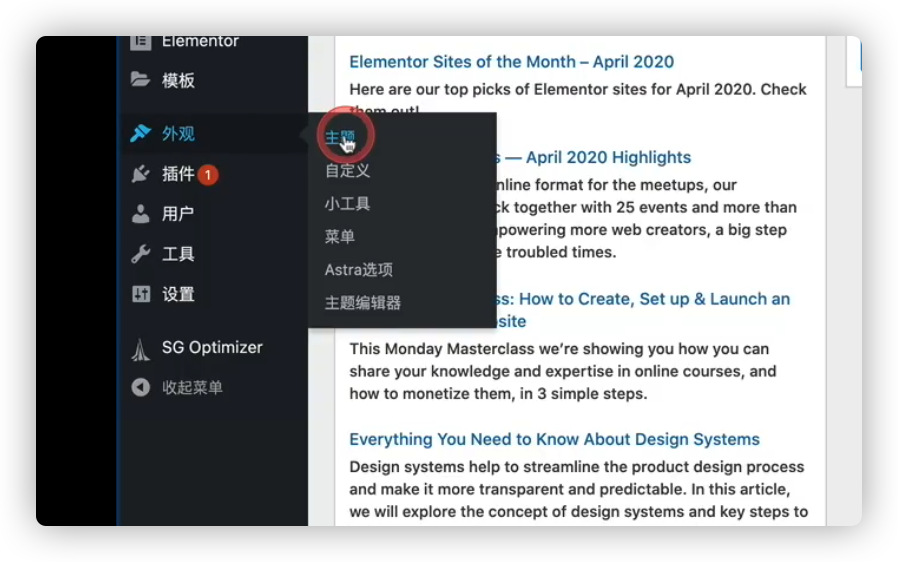 Elementor
模板
外观
插件 1
用户
工具
设置
SG Optimizer
收起菜单
主题
自定义
小工具
菜单
Astra选项
主题编辑器
Elementor Sites of the Month – April 2020
Here are our top picks of Elementor sites for April 2020. Check
them out!
s — April 2020 Highlights
nline format for the meetups, our
ck together with 25 events and more than
powering more web creators, a big step
e troubled times.
ss: How to Create, Set up & Launch an
site
This Monday Masterclass we're showing you how you can
share your knowledge and expertise in online courses, and
how to monetize them, in 3 simple steps.
Everything You Need to Know About Design Systems
Design systems help to streamline the product design process
and make it more transparent and predictable. In this article,
we will explore the concept of design systems and key steps to